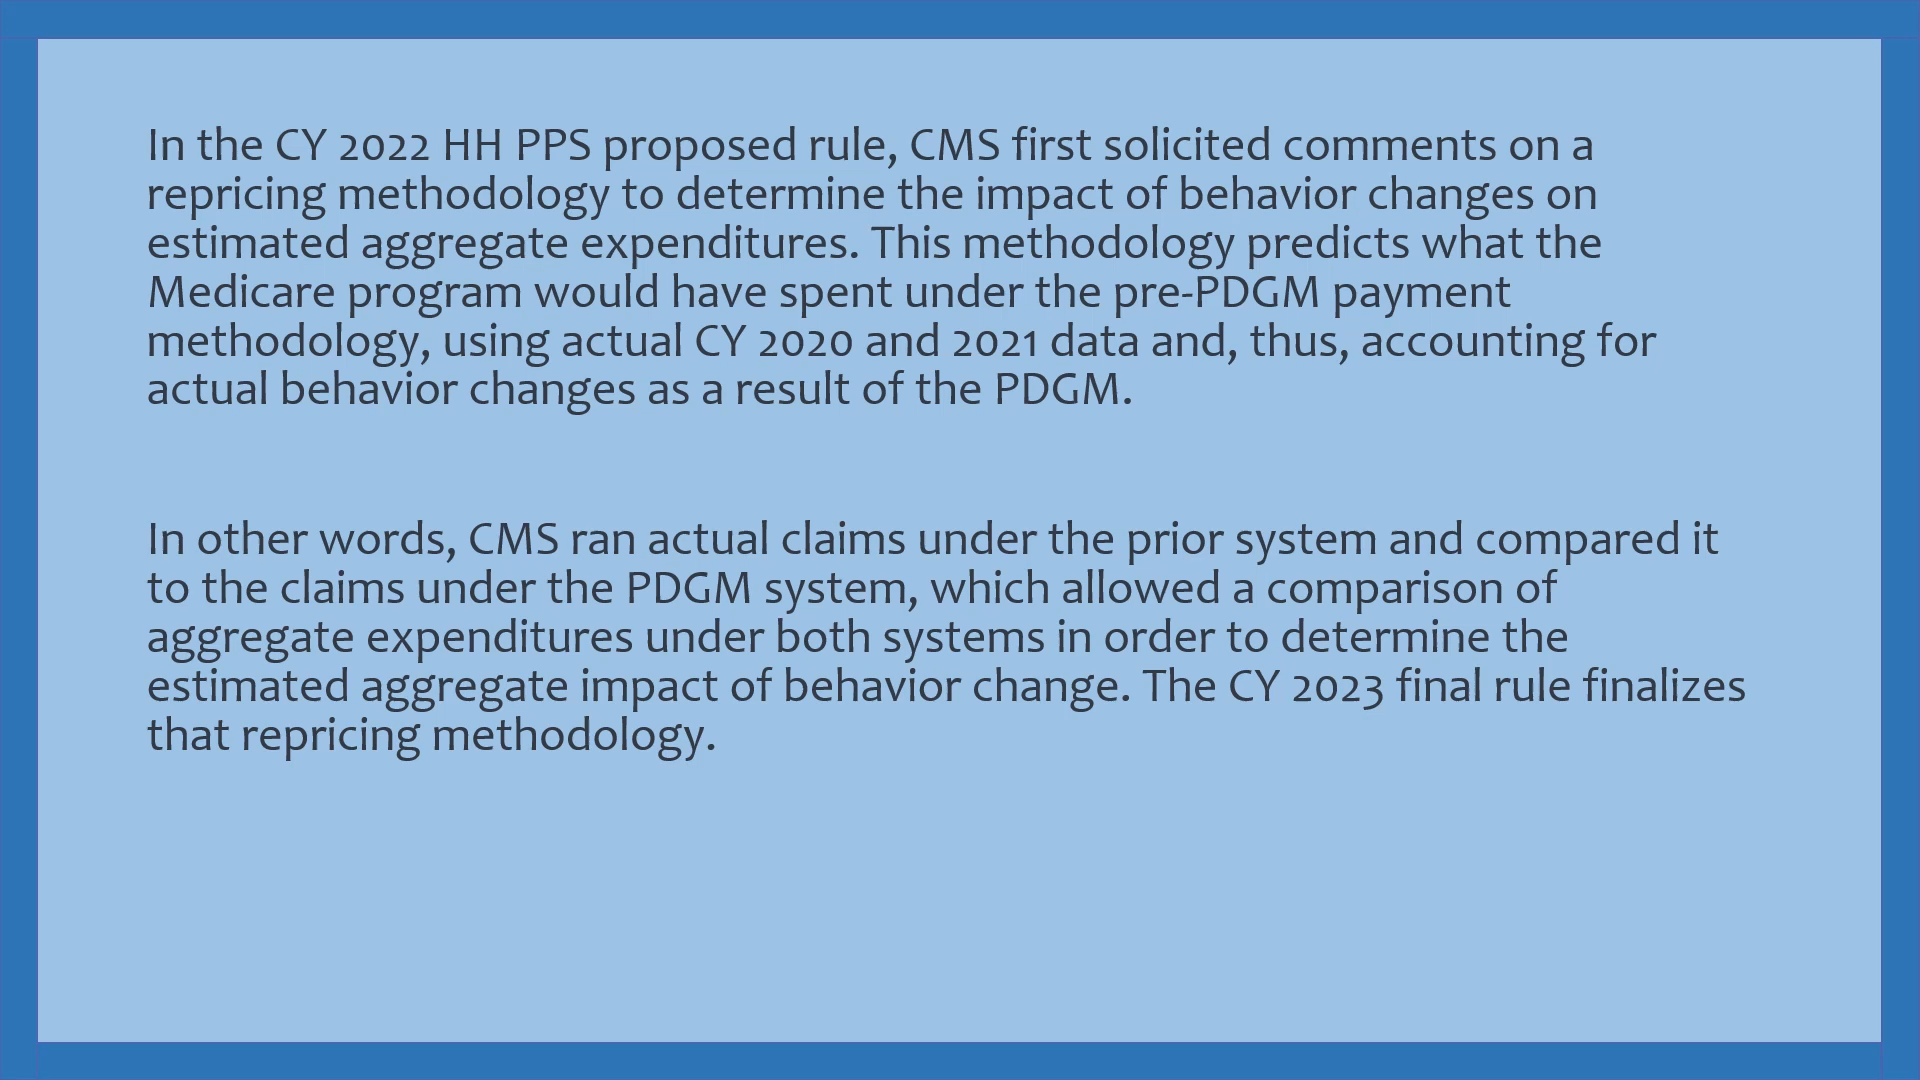 In the CY 2022 HH PPS proposed rule, CMS first solicited comments on a
repricing methodology to determine the impact of behavior changes on
estimated aggregate expenditures. This methodology predicts what the
Medicare program would have spent under the pre-PDGM payment
methodology, using actual CY 2020 and 2021 data and, thus, accounting for
actual behavior changes as a result of the PDGM.
In other words, CMS ran actual claims under the prior system and compared it
to the claims under the PDGM system, which allowed a comparison of
aggregate expenditures under both systems in order to determine the
estimated aggregate impact of behavior change. The CY 2023 final rule finalizes
that repricing methodology.